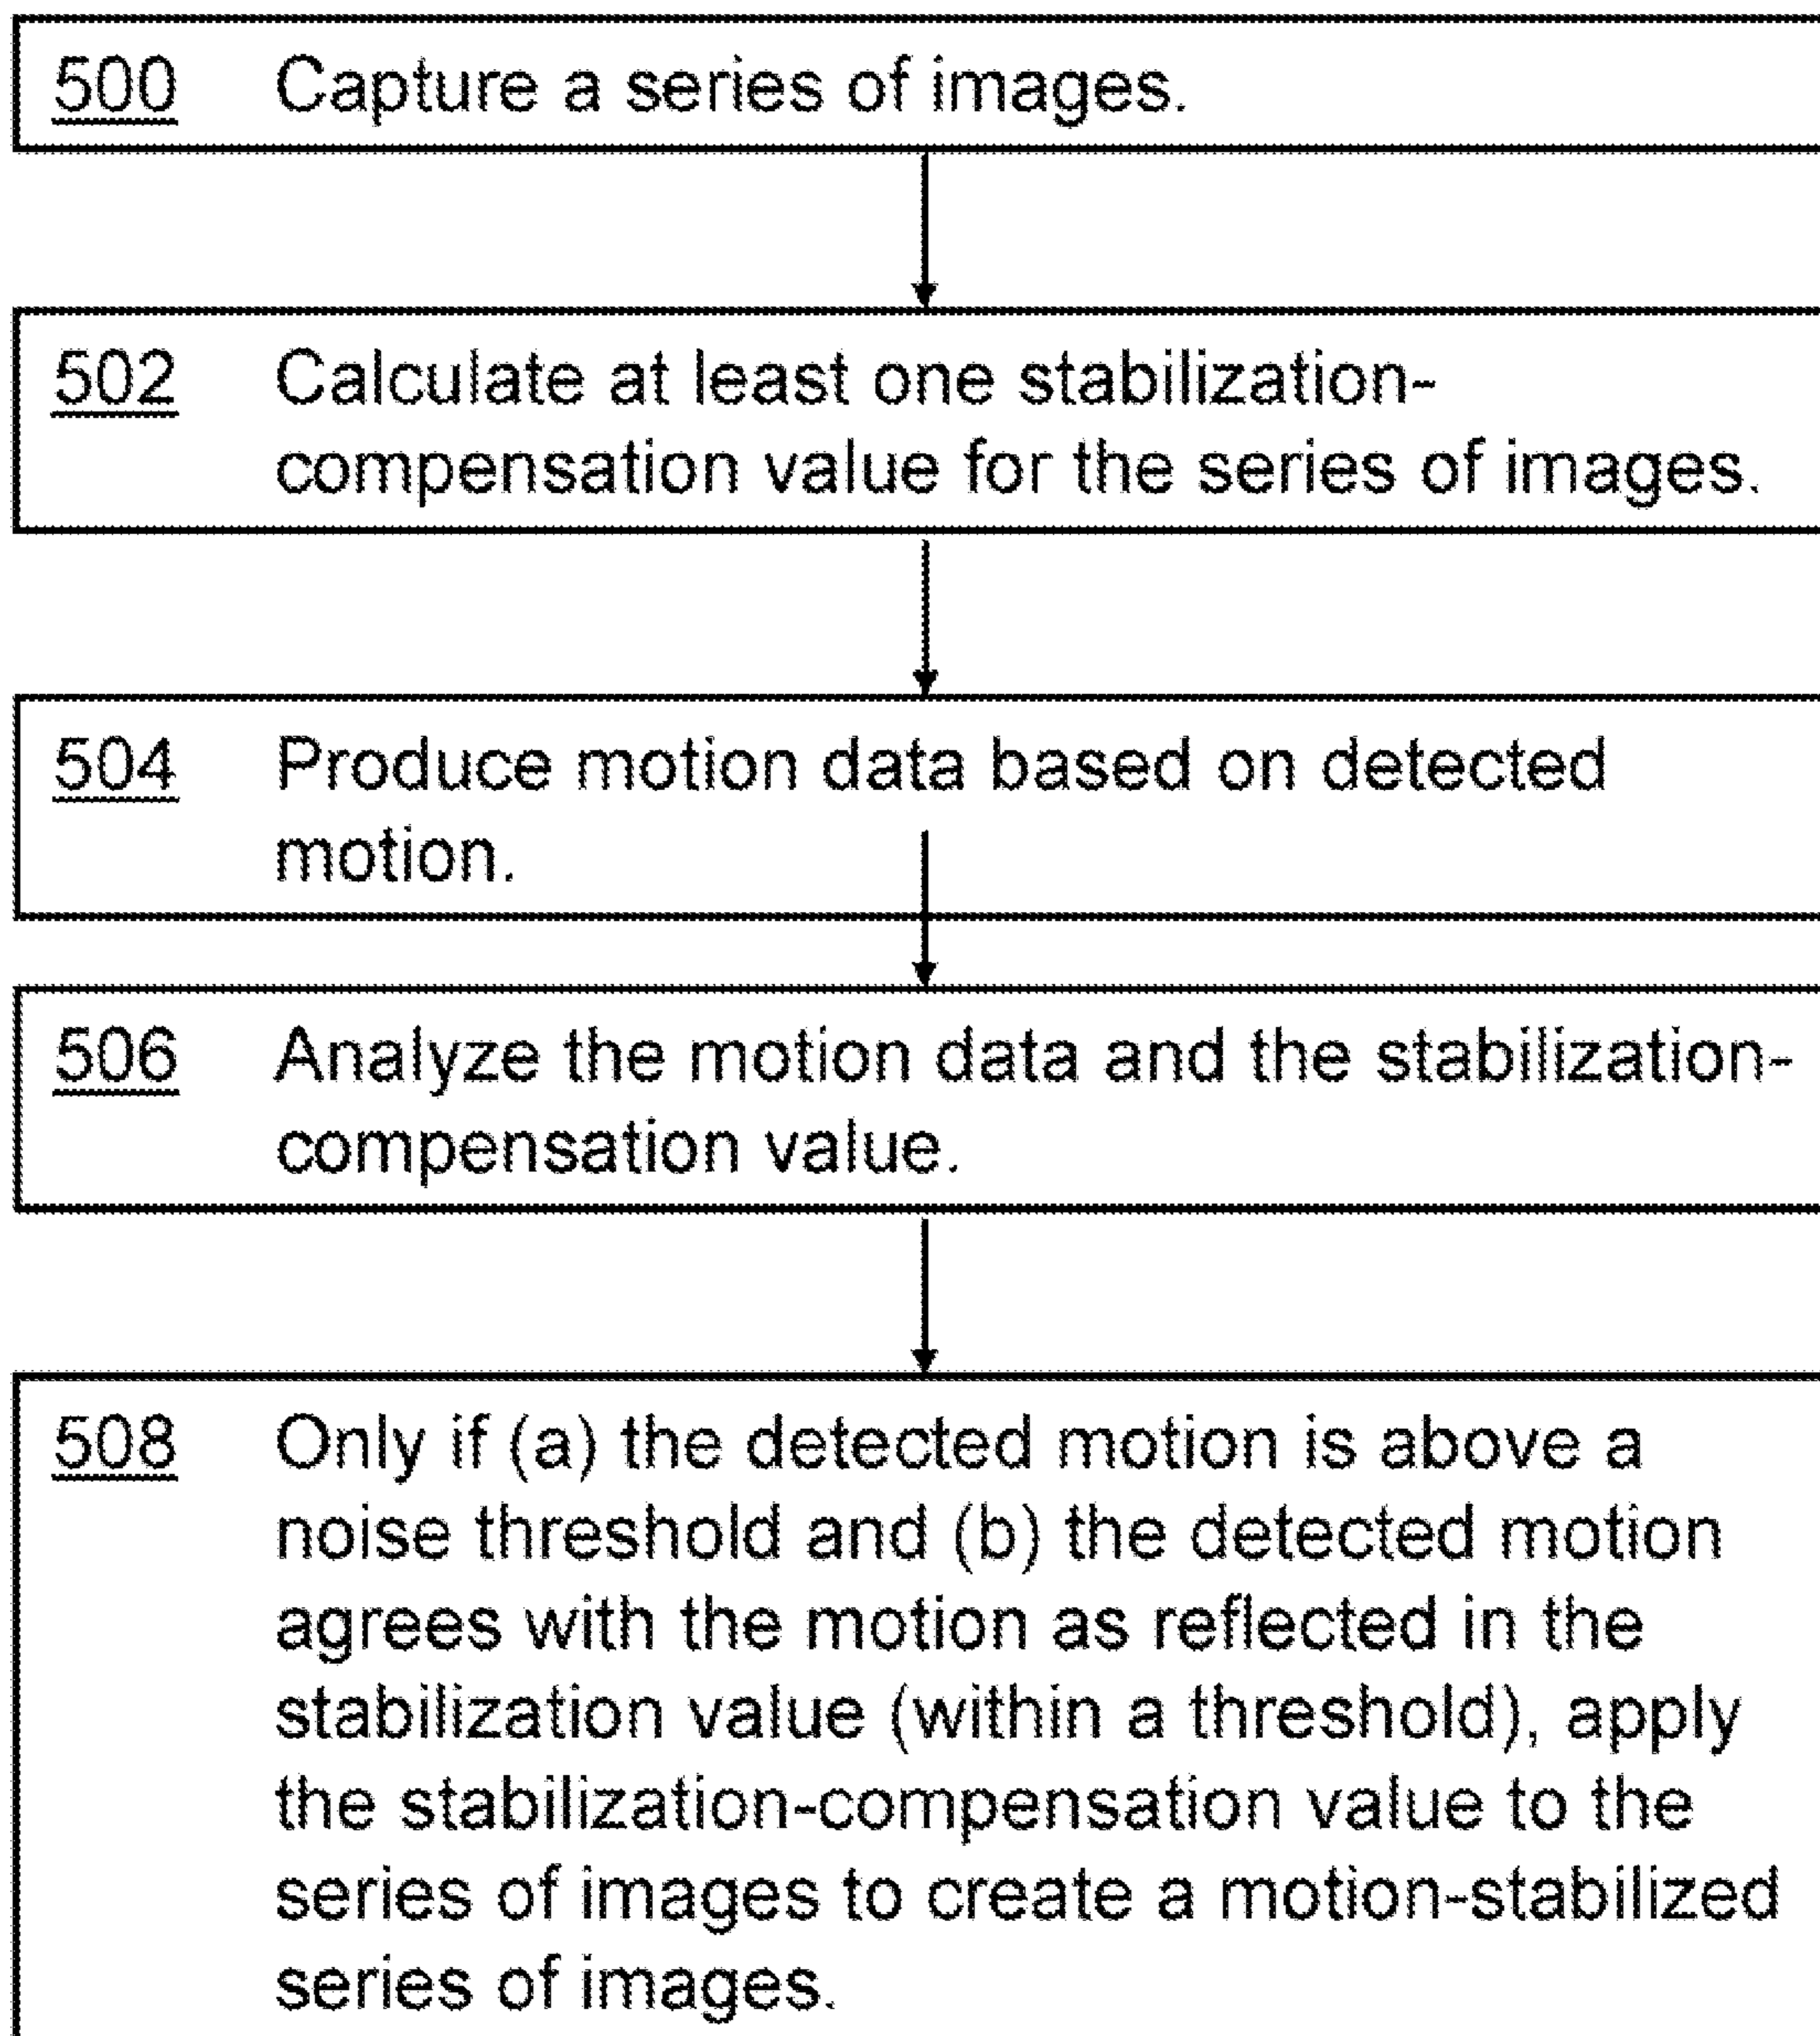 500 Capture a series of images.
502 Calculate at least one stabilization-
compensation value for the series of images.
504 Produce motion data based on detected
motion.
506 Analyze the motion data and the stabilization-
compensation value.
508 Only if (a) the detected motion is above a
noise threshold and (b) the detected motion
agrees with the motion as reflected in the
stabilization value (within a threshold), apply
the stabilization-compensation value to the
series of images to create a motion-stabilized
series of images.